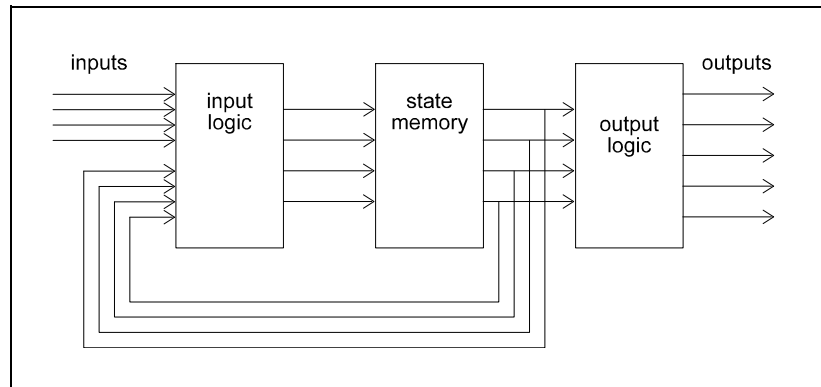 inputs
input
logic
state
memory
output
logic
outputs